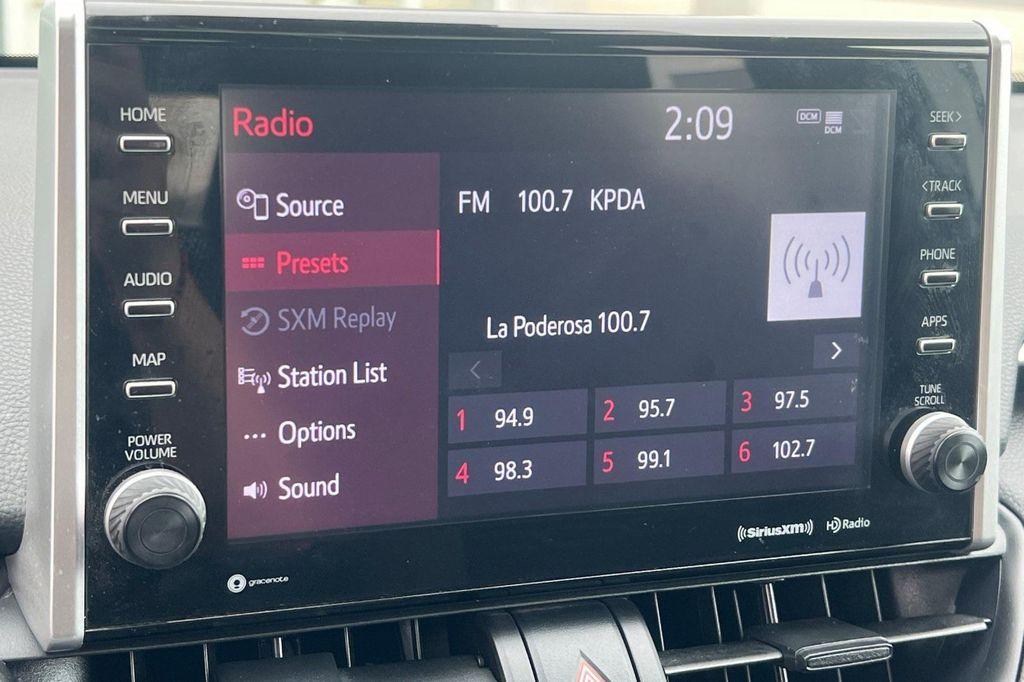 HOME
MENU
AUDIO
MAP
POWER
VOLUME
Radio
2:09
DCM
DCM
Source
Presets
SXM Replay
Station List
Options
Sound
FM 100.7 KPDA
La Poderosa 100.7
1 94.9
2 95.7
3 97.5
4 98.3
5 99.1
6 102.7
SEEK>
<TRACK
PHONE
APPS
TUNE
SCROLL
gracenote
SiriusXM
HD Radio